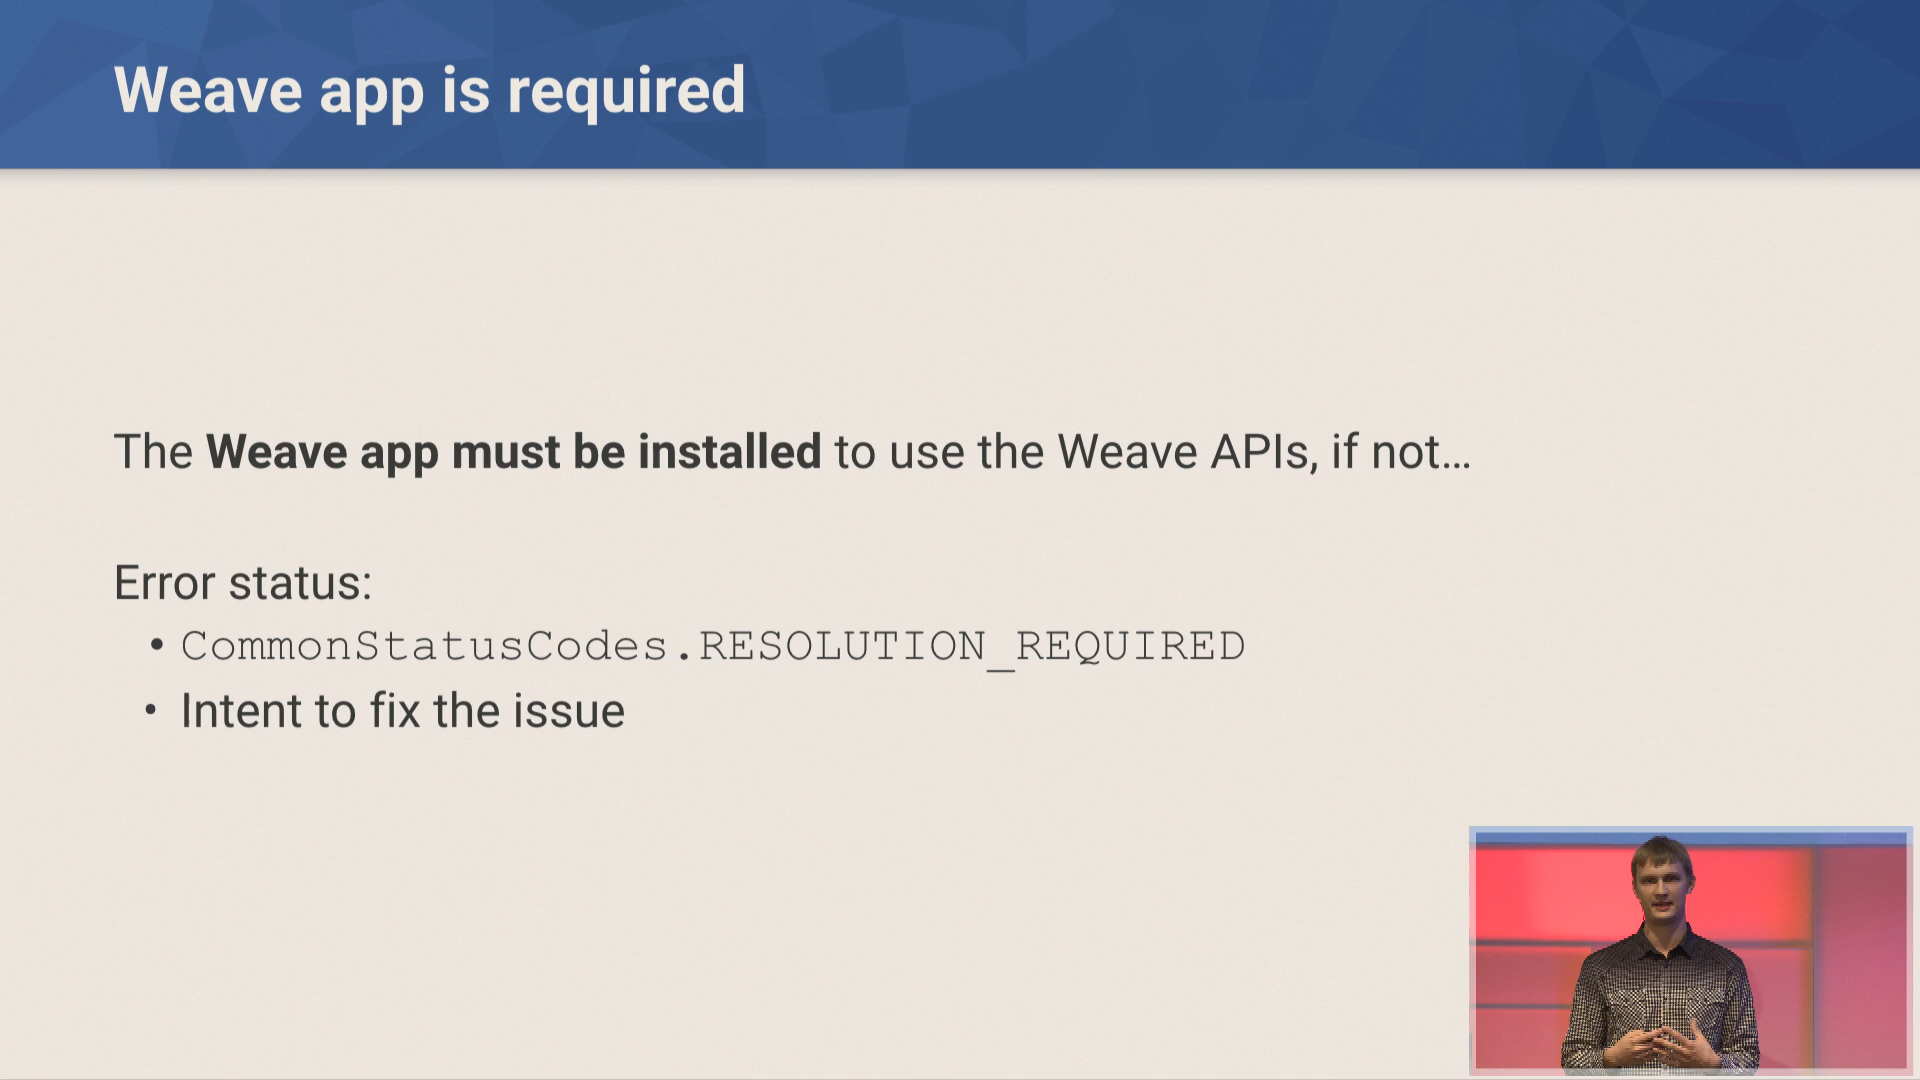 Weave app is required
The Weave app must be installed to use the Weave APIs, if not…
Error status:
• CommonStatusCodes.RESOLUTION_REQUIRED
• Intent to fix the issue